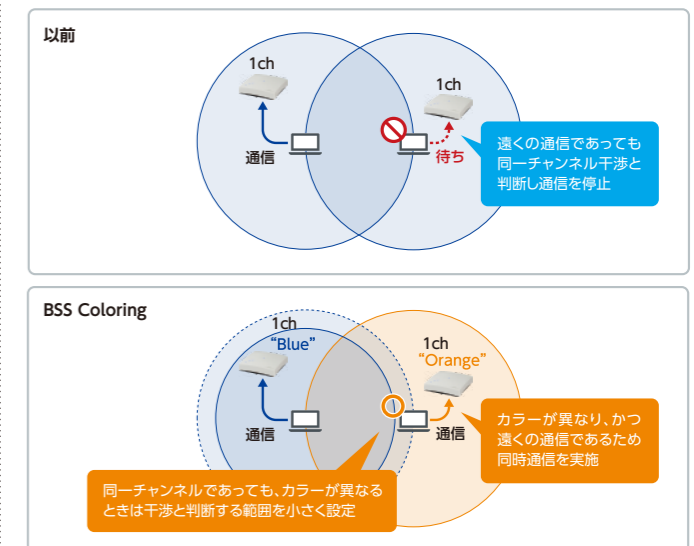 以前
1ch
1ch
通信
待ち
遠くの通信であっても
同一チャンネル干渉と
判断し通信を停止
BSS Coloring
1ch
“Blue”
1ch
“Orange”
通信
通信
カラーが異なり、かつ
遠くの通信であるため
同時通信を実施
同一チャンネルであっても、カラーが異なる
ときは干渉と判断する範囲を小さく設定